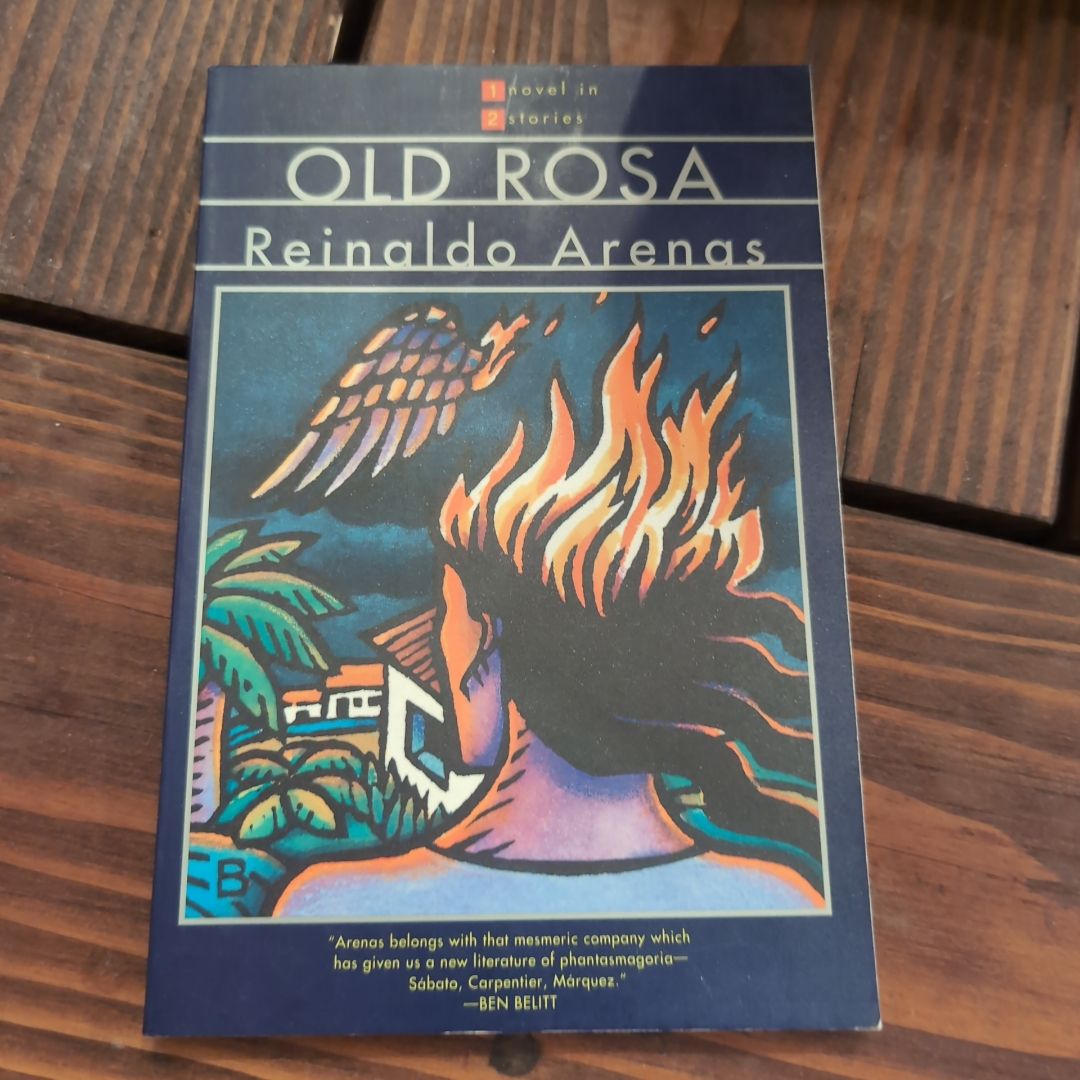 1 novel in
2 stories
OLD ROSA
Reinaldo Arenas
B
"Arenas belongs with that mesmeric company which
has given us a new literature of phantasmagoria—
Sábato, Carpentier, Márquez."
—BEN BELITT